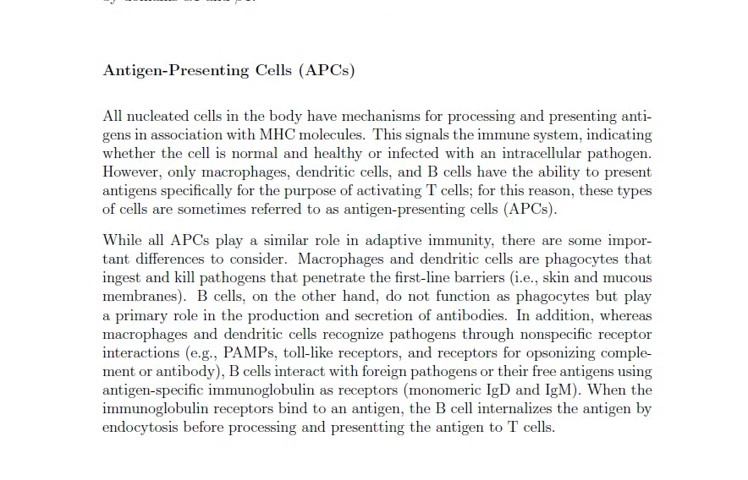 Antigen-Presenting Cells (APCs)
All nucleated cells in the body have mechanisms for processing and presenting anti-
gens in association with MHC molecules. This signals the immune system, indicating
whether the cell is normal and healthy or infected with an intracellular pathogen.
However, only macrophages, dendritic cells, and B cells have the ability to present
antigens specifically for the purpose of activating T cells; for this reason, these types
of cells are sometimes referred to as antigen-presenting cells (APCs).
While all APCs play a similar role in adaptive immunity, there are some impor-
tant differences to consider. Macrophages and dendritic cells are phagocytes that
ingest and kill pathogens that penetrate the first-line barriers (i.e., skin and mucous
membranes). B cells, on the other hand, do not function as phagocytes but play
a primary role in the production and secretion of antibodies. In addition, whereas
macrophages and dendritic cells recognize pathogens through nonspecific receptor
interactions (e.g., PAMPs, toll-like receptors, and receptors for opsonizing comple-
ment or antibody), B cells interact with foreign pathogens or their free antigens using
antigen-specific immunoglobulin as receptors (monomeric IgD and IgM). When the
immunoglobulin receptors bind to an antigen, the B cell internalizes the antigen by
endocytosis before processing and presentting the antigen to T cells.